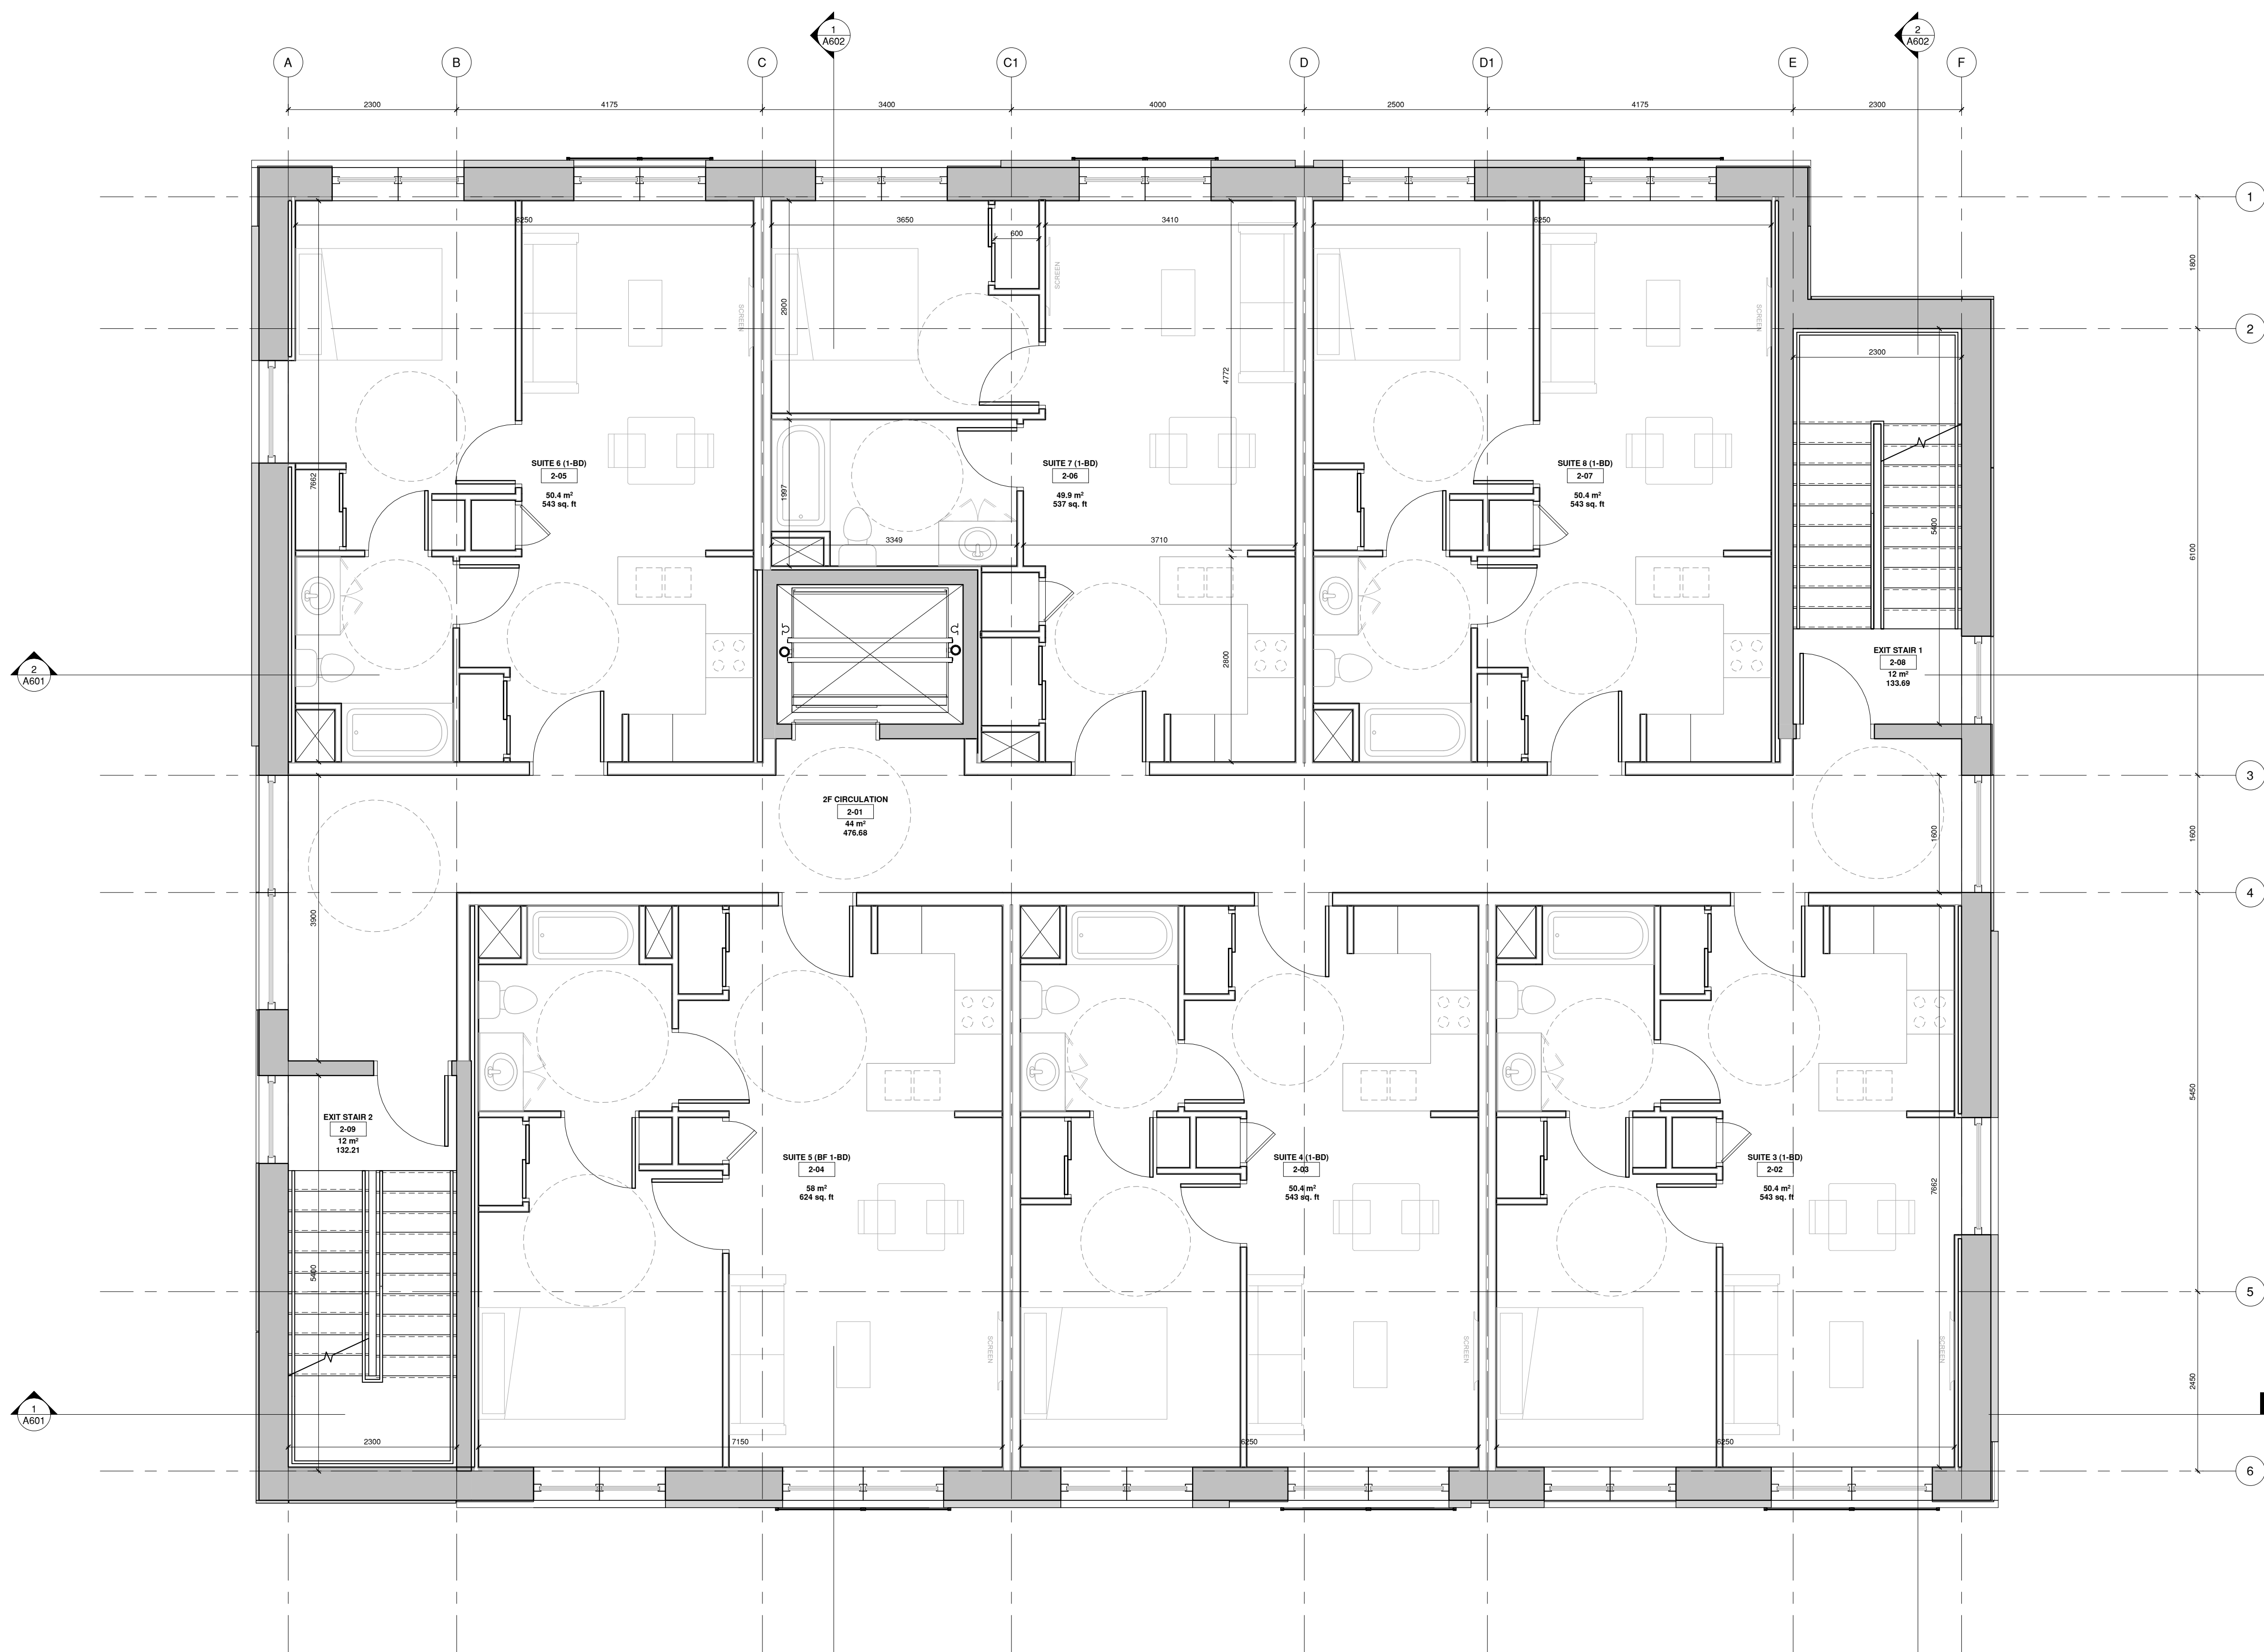 1
A602
2
A602
A
B
C
C1
D
D1
E
F
2300
4175
3400
4000
2500
4175
2300
1
6250
3650
3410
6250
600
1800
SCREEN
2900
SCREEN
SCREEN
2
2300
4772
SUITE 6 (1-BD)
2-05
50.4 m²
543 sq. ft
SUITE 7 (1-BD)
2-06
49.9 m²
537 sq. ft
SUITE 8 (1-BD)
2-07
50.4 m²
543 sq. ft
7662
1997
5400
6100
3349
3710
2800
EXIT STAIR 1
2-08
12 m²
133.69
2
A601
3
2F CIRCULATION
2-01
44 m²
476.68
1600
1600
4
3900
5450
EXIT STAIR 2
2-09
12 m²
132.21
SUITE 5 (BF 1-BD)
2-04
58 m²
624 sq. ft
SUITE 4 (1-BD)
2-03
50.4 m²
543 sq. ft
SUITE 3 (1-BD)
2-02
50.4 m²
543 sq. ft
7662
5400
5
SCREEN
SCREEN
SCREEN
2450
1
A601
2300
7150
6250
6250
6